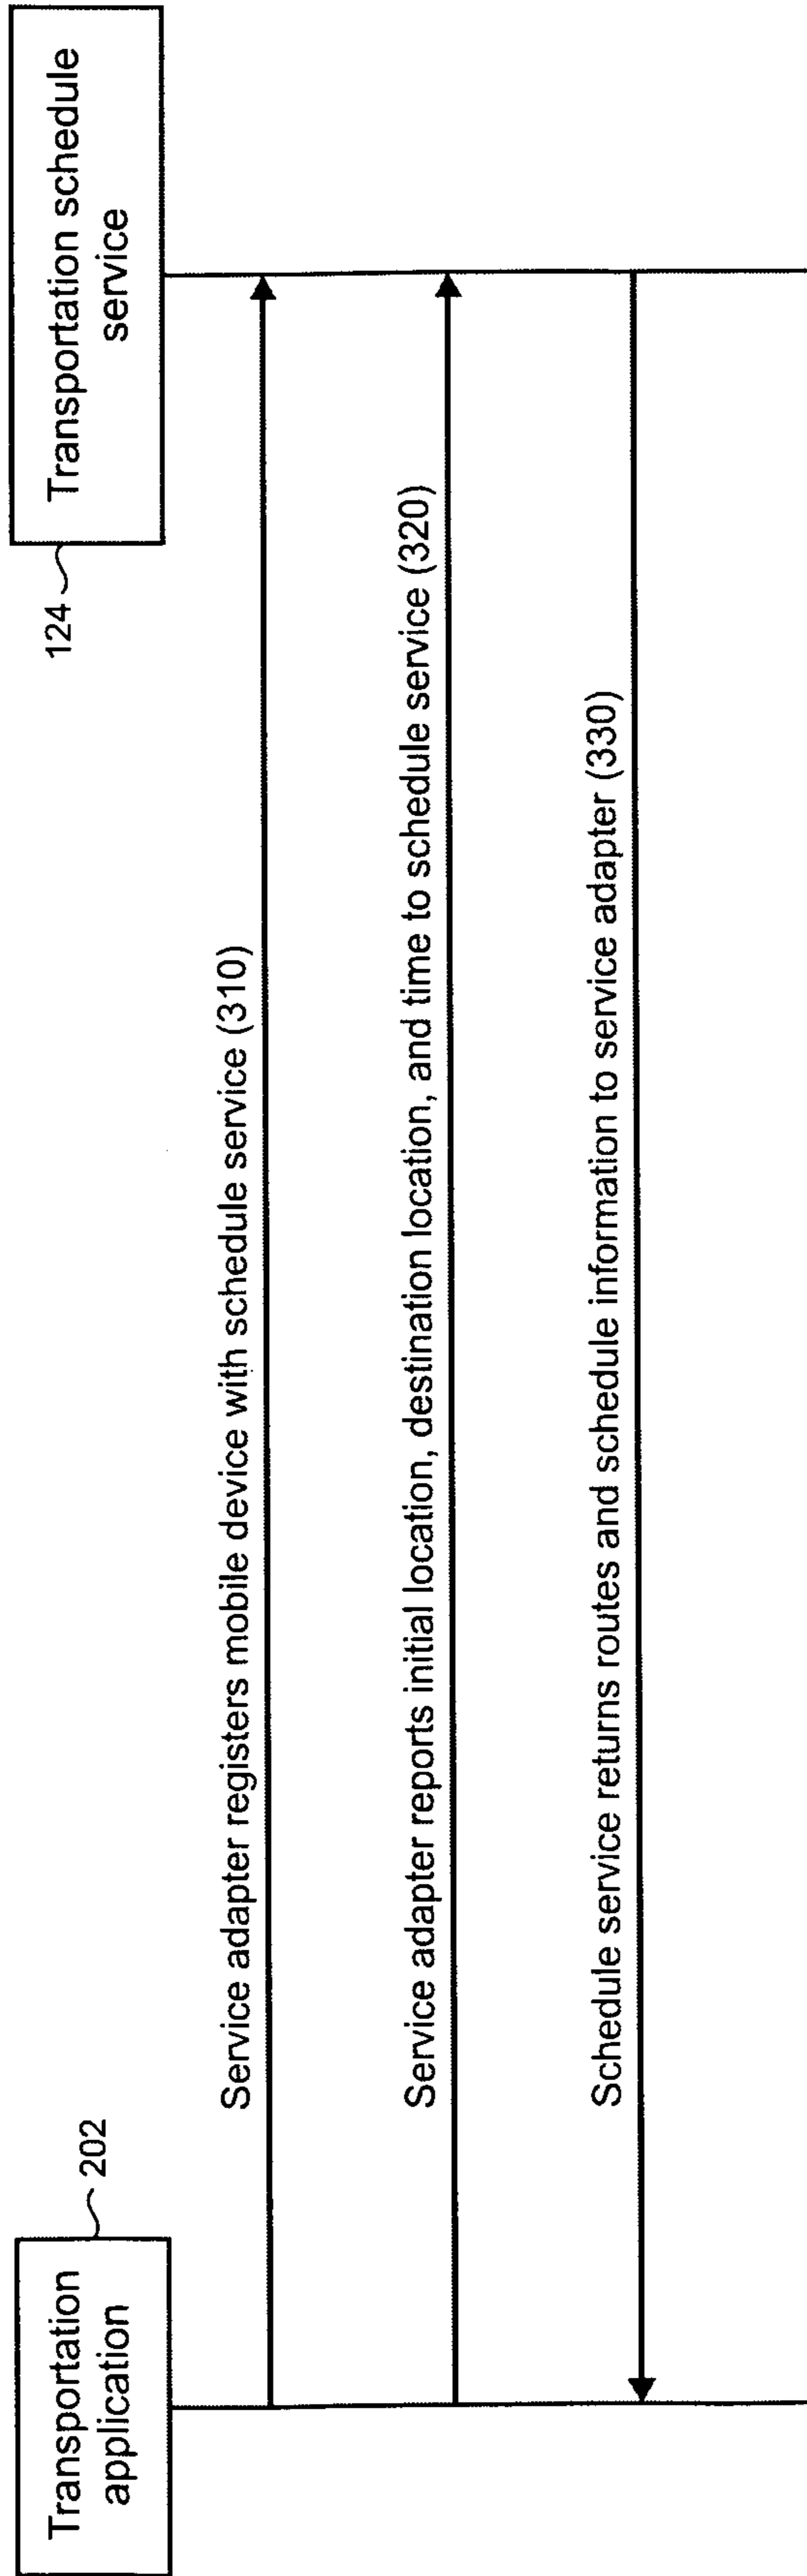 Transportation
application
202
Transportation schedule
service
124
Service adapter registers mobile device with schedule service (310)
Service adapter reports initial location, destination location, and time to schedule service (320)
Schedule service returns routes and schedule information to service adapter (330)